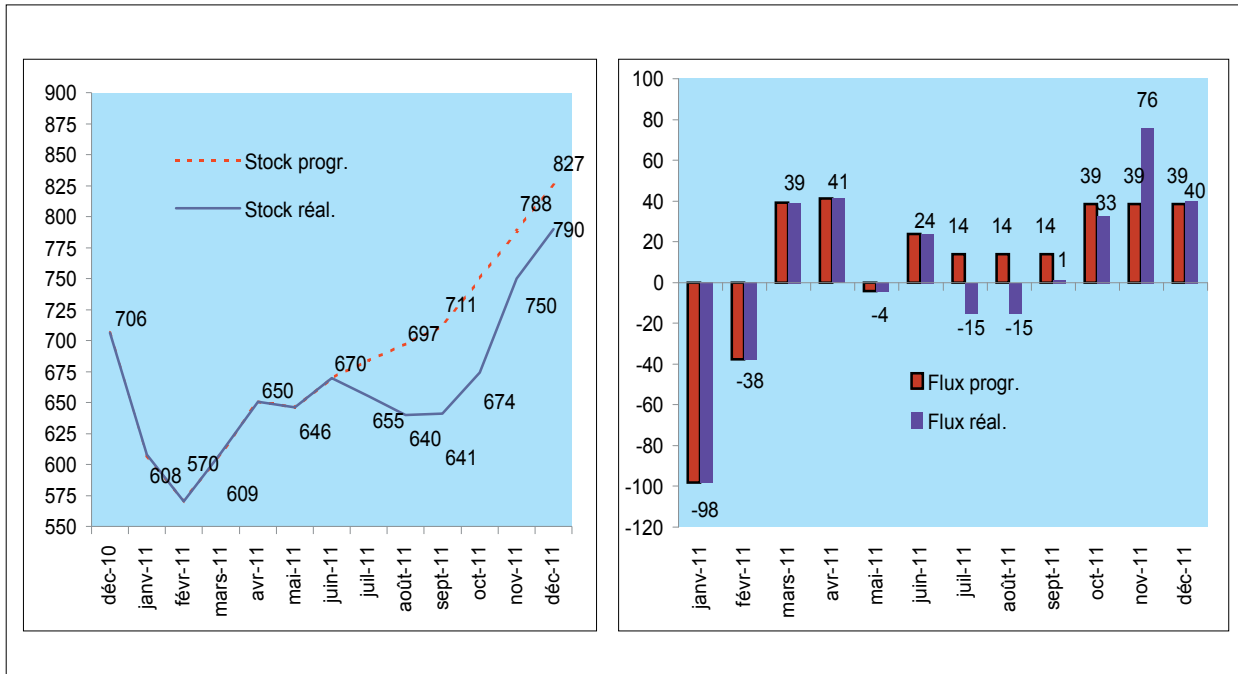 900
875
850
825
800
775
750
725
700
675
650
625
600
575
550
Stock progr.
Stock réal.
706
608
570
609
650
646
670
655
697
640
711
641
674
788
750
827
790
déc-10
janv-11
févr-11
mars-11
avr-11
mai-11
juin-11
juil-11
août-11
sept-11
oct-11
nov-11
déc-11
100
80
60
40
20
0
-20
-40
-60
-80
-100
-120
-98
-38
39
41
-4
24
14
-15
14
-15
14
1
39
33
39
76
39
40
Flux progr.
Flux réal.
janv-11
févr-11
mars-11
avr-11
mai-11
juin-11
juil-11
août-11
sept-11
oct-11
nov-11
déc-11